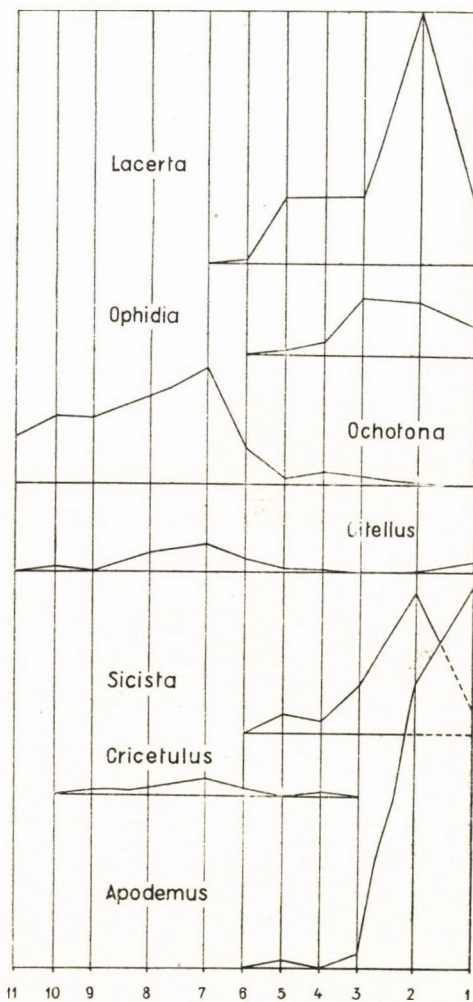 Lacerta
Ophidia
Ochotona
Citellus
Sicista
Cricetulus
Apodemus
11 10 9 8 7 6 5 4 3 2 1